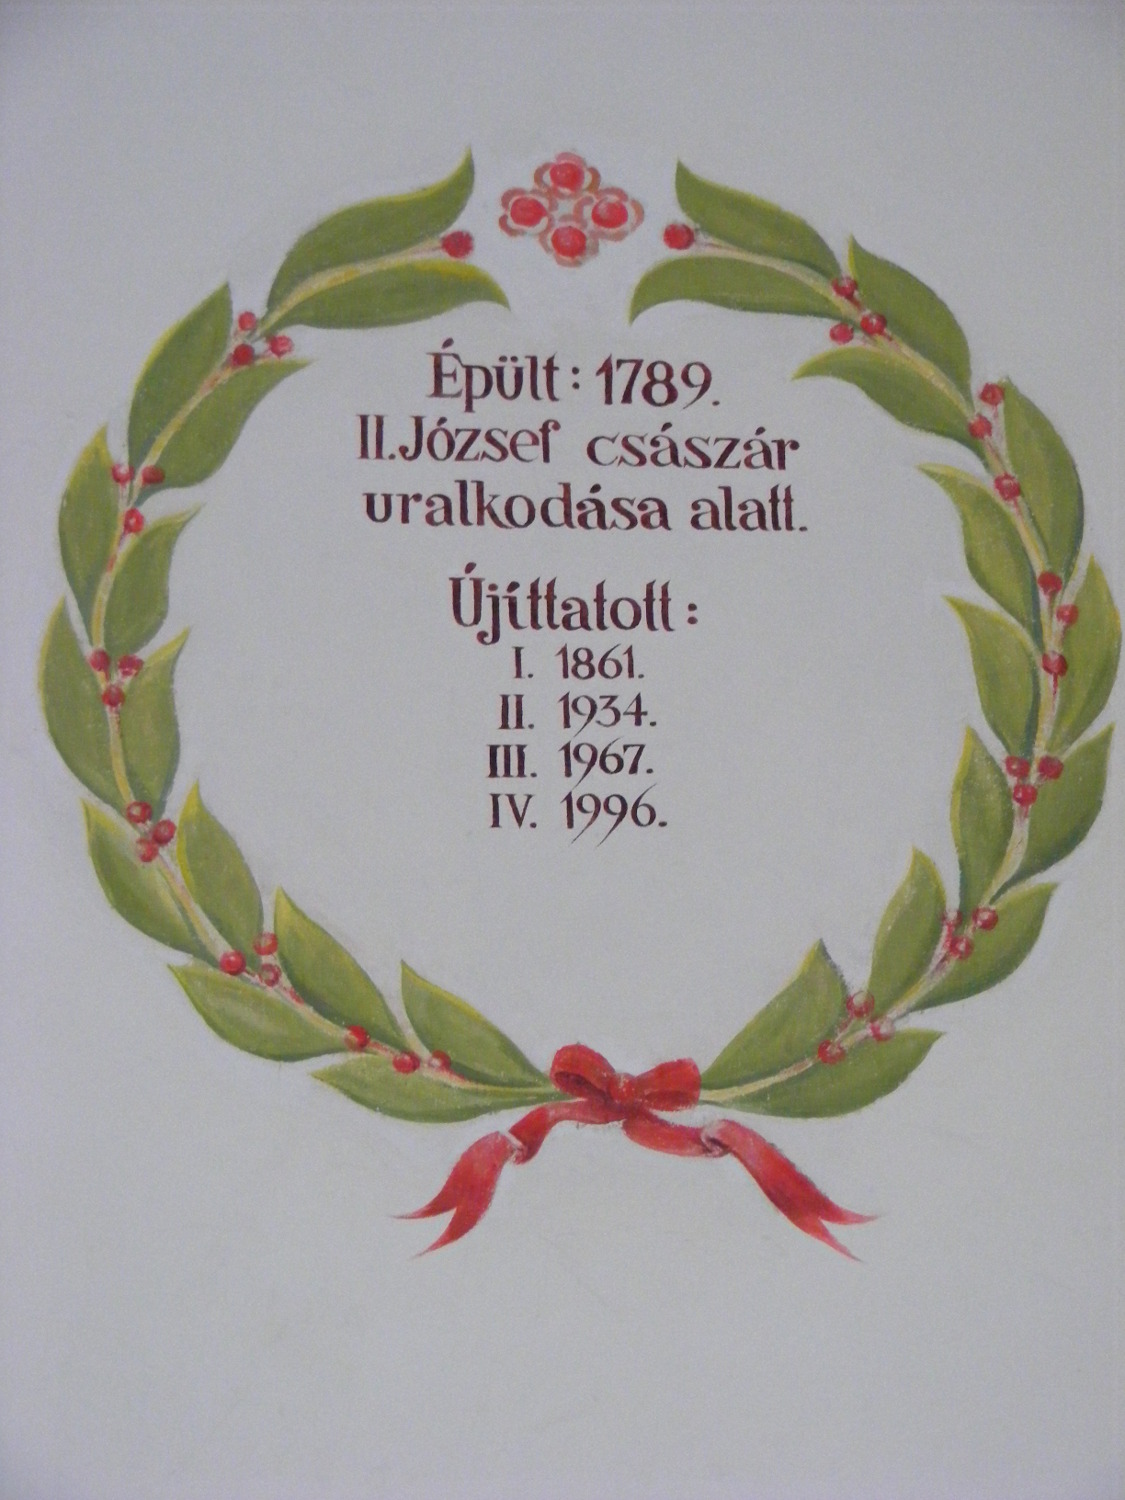 Épült: 1789.
II. József császár
uralkodása alatt.
Újíttatott:
I. 1861.
II. 1934.
III. 1967.
IV. 1996.